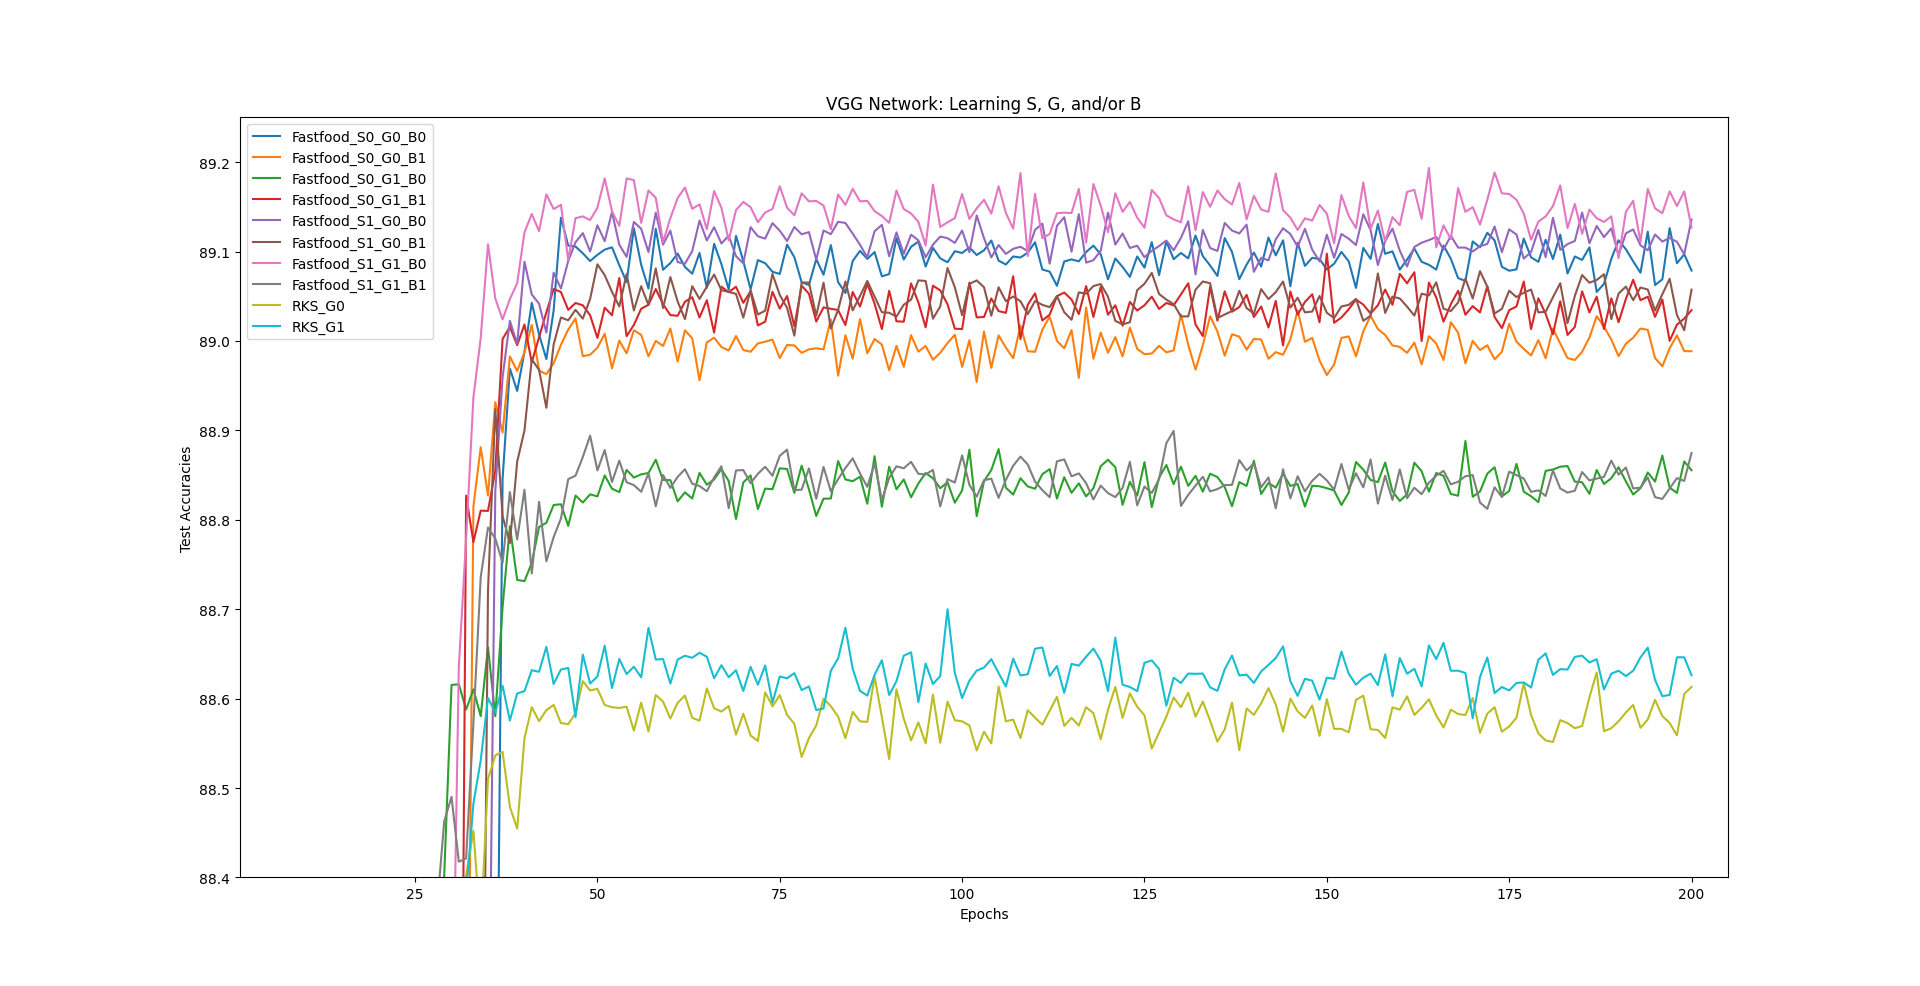 VGG Network: Learning S, G, and/or B
Fastfood_S0_G0_B0
Fastfood_S0_G0_B1
Fastfood_S0_G1_B0
Fastfood_S0_G1_B1
Fastfood_S1_G0_B0
Fastfood_S1_G0_B1
Fastfood_S1_G1_B0
Fastfood_S1_G1_B1
RKS_G0
RKS_G1
Test Accuracies
89.2
89.1
89.0
88.9
88.8
88.7
88.6
88.5
88.4
25 50 75 100 125 150 175 200
Epochs